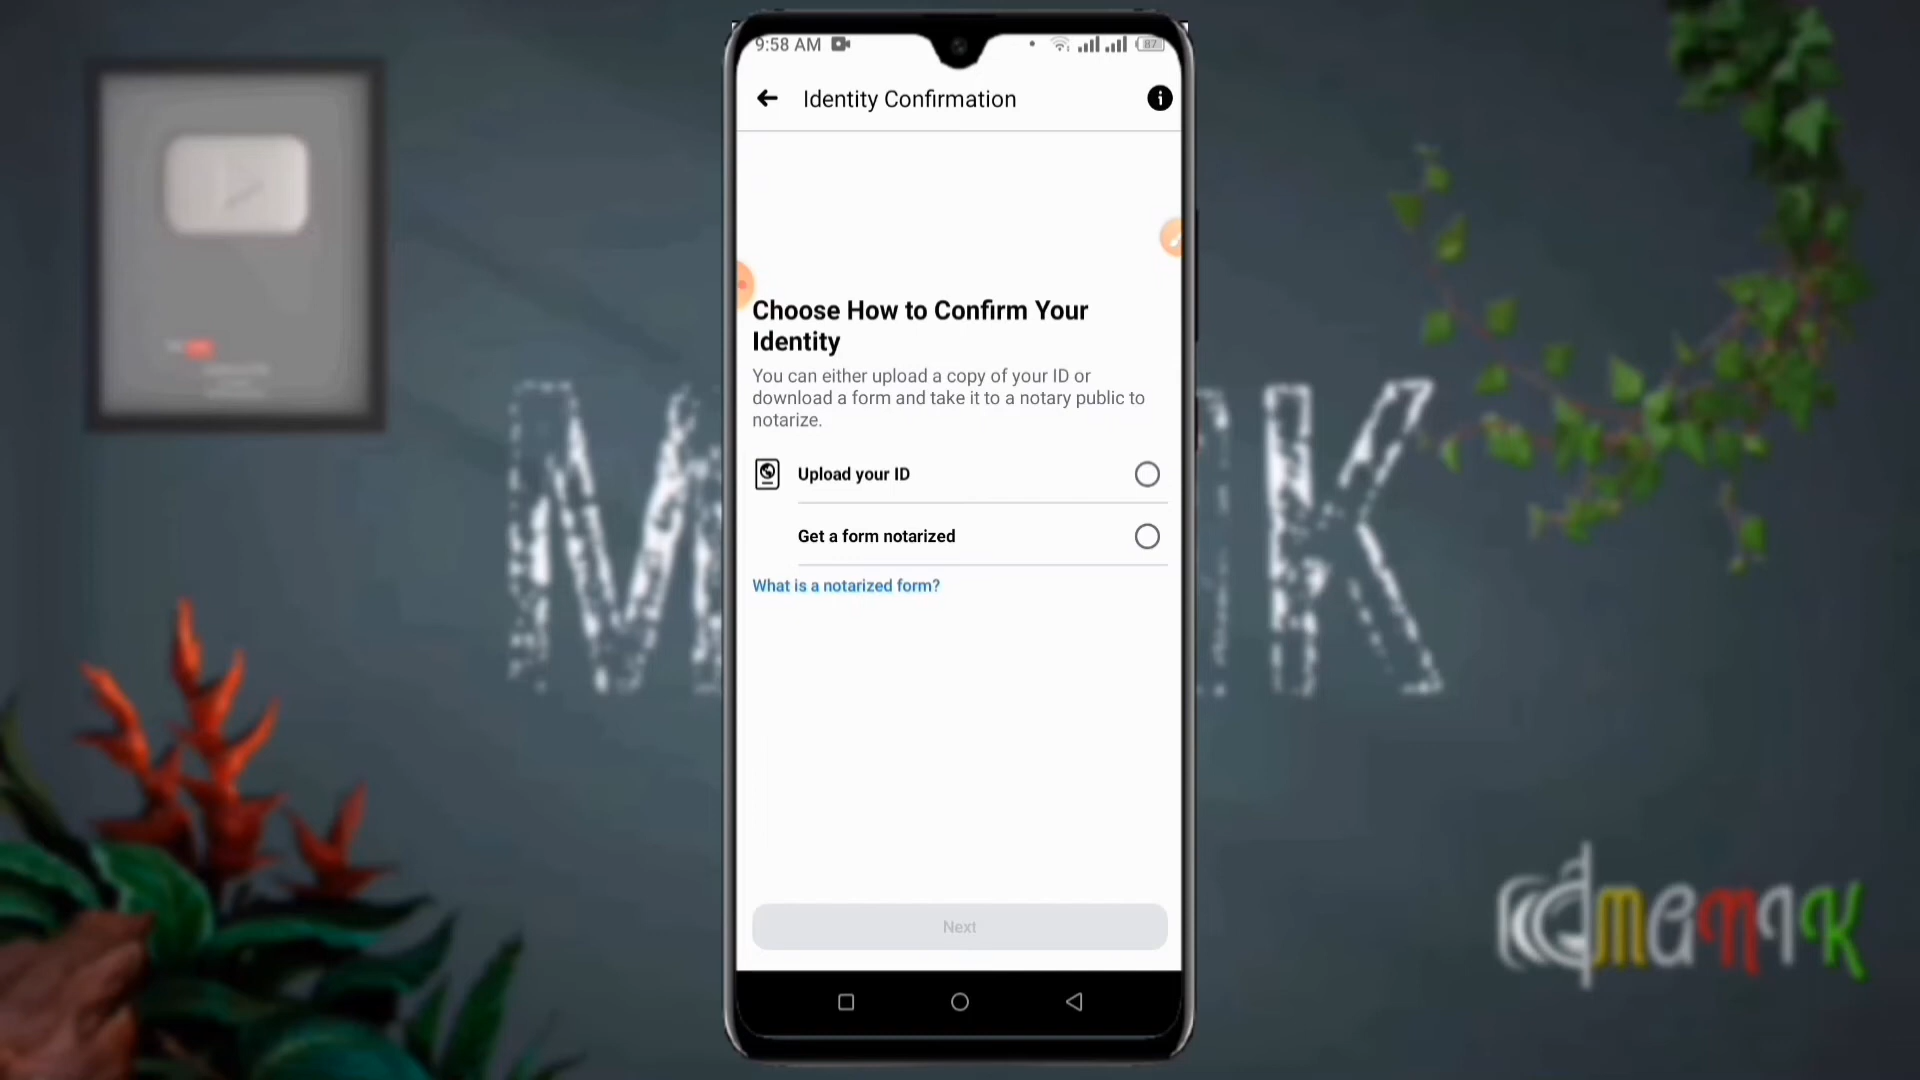 9:58 AM
87
Identity Confirmation
Choose How to Confirm Your
Identity
You can either upload a copy of your ID or
download a form and take it to a notary public to
notarize.
Upload your ID
Get a form notarized
What is a notarized form?
Next
K
MANIK